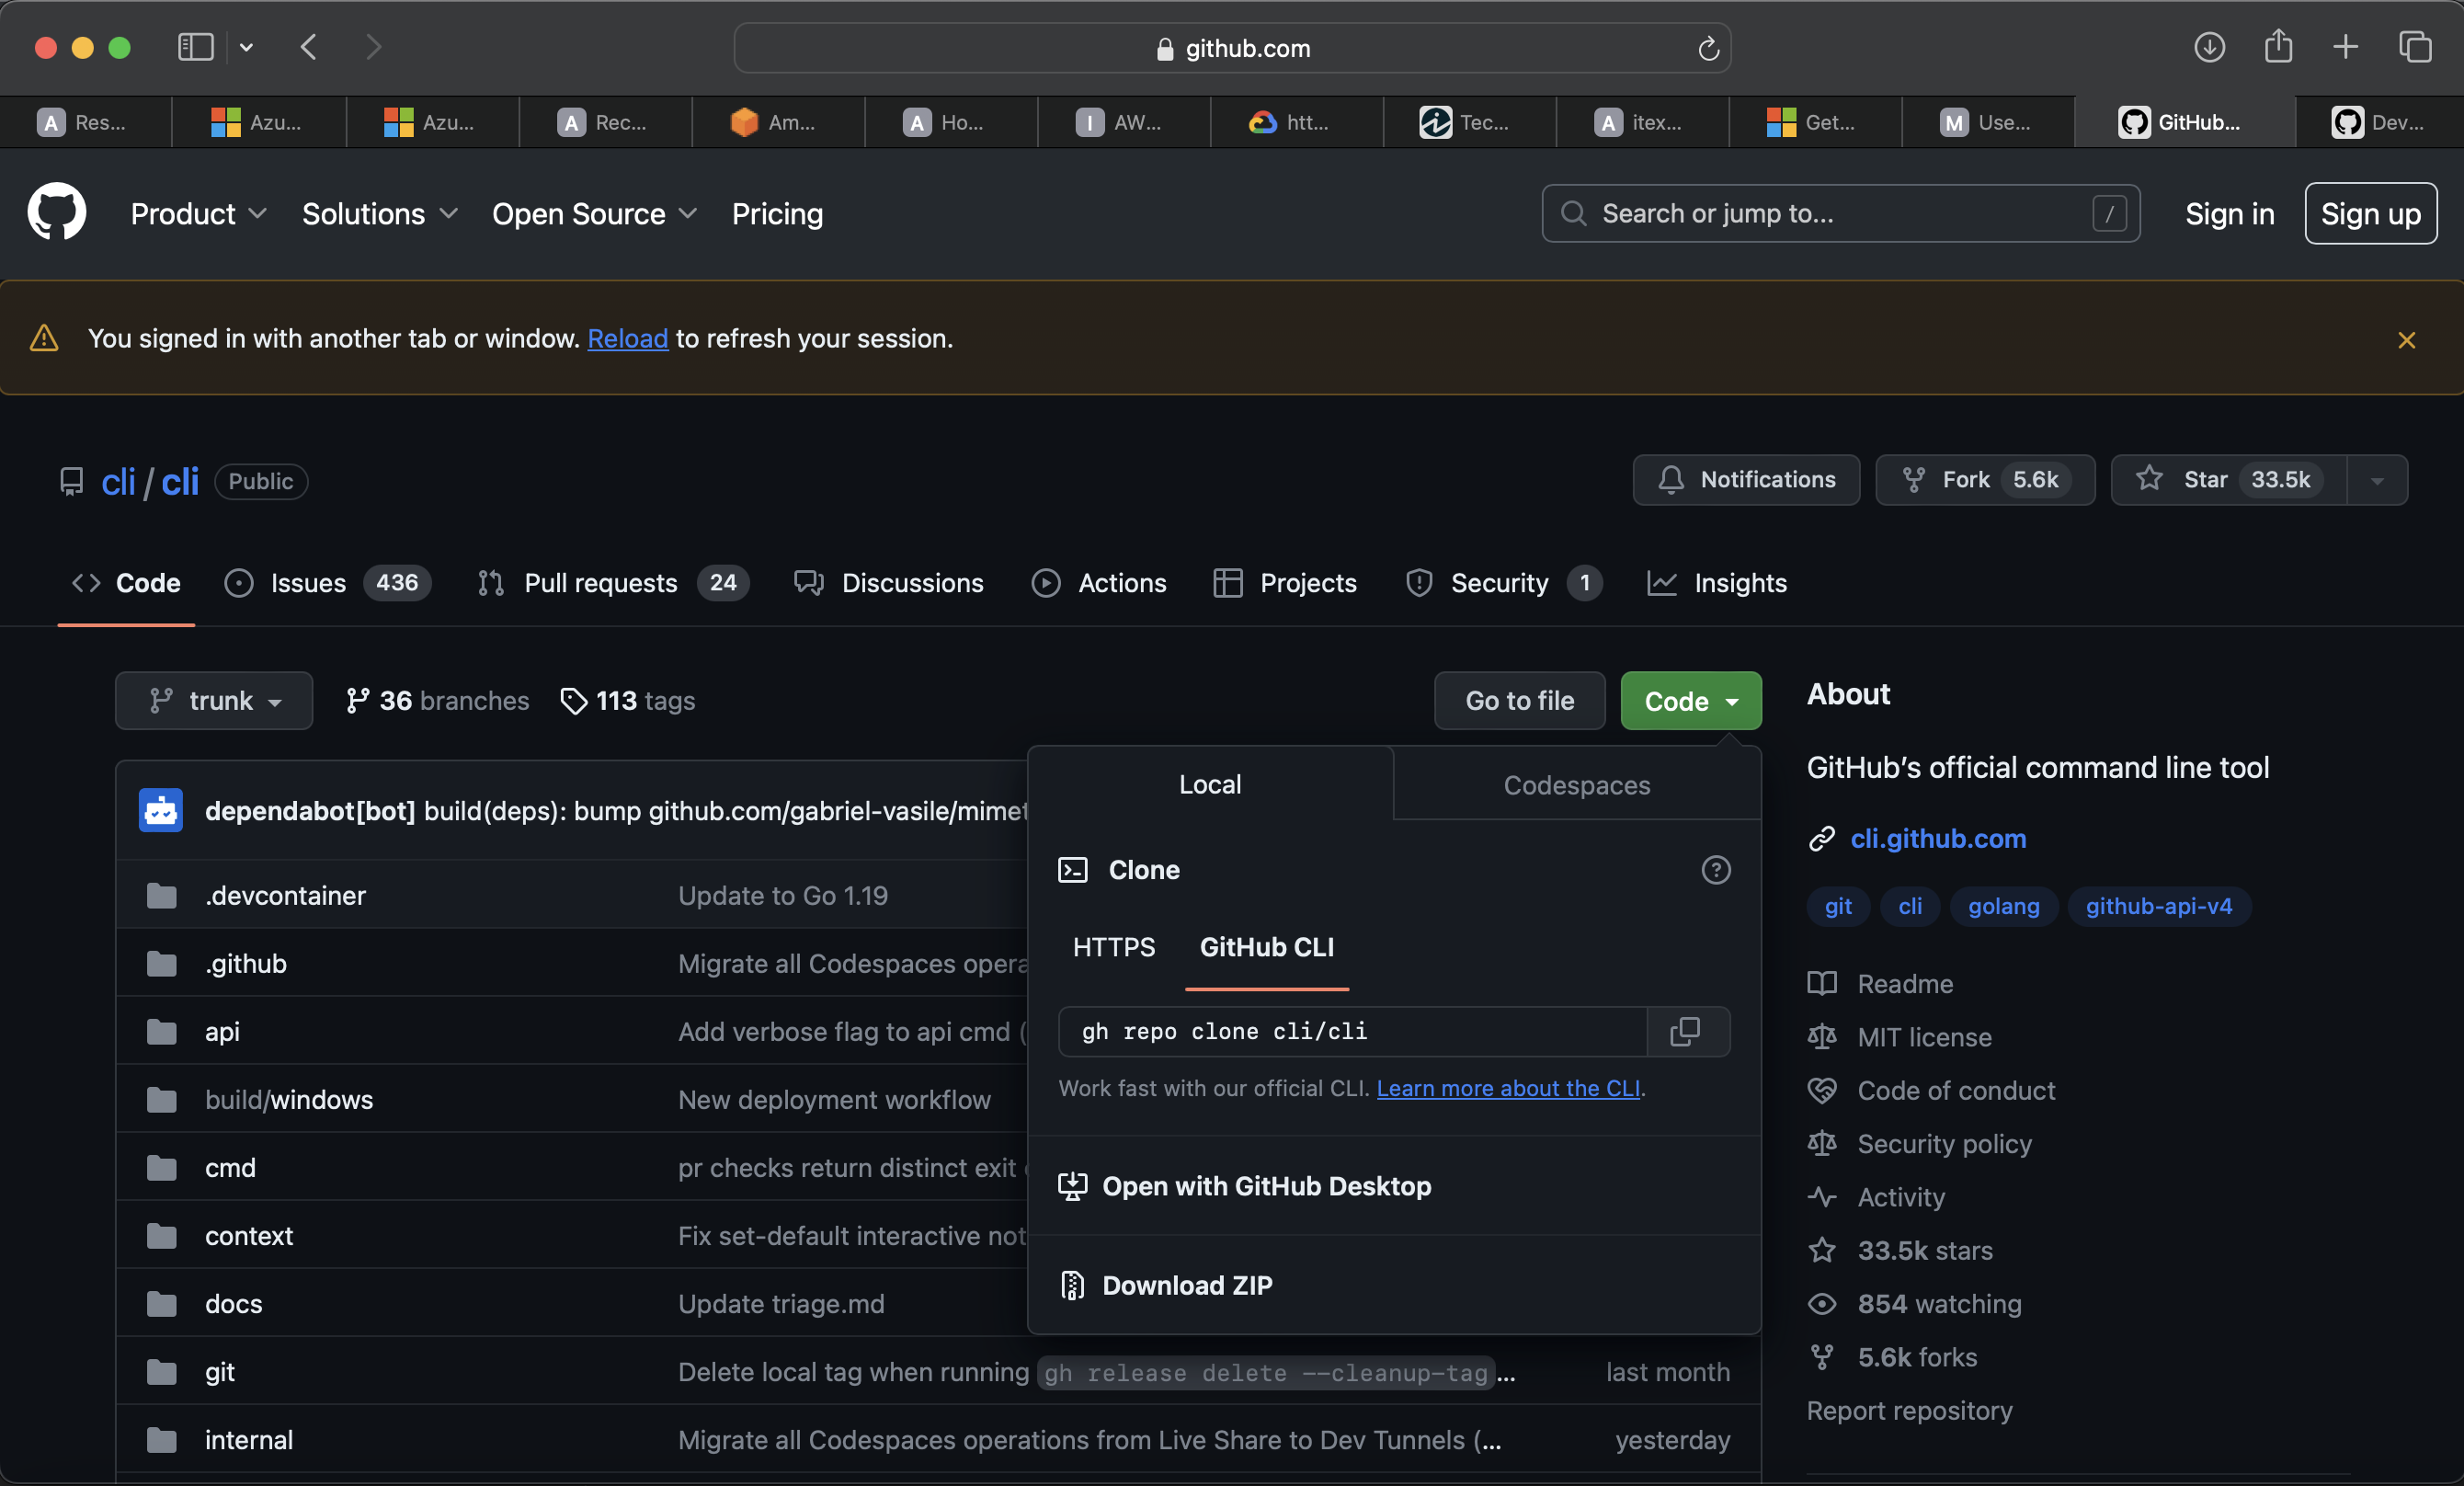 github.com
A Res...
Azu...
Azu...
A Rec...
Am...
A Ho...
I AW...
htt...
Tec...
A itex...
Get...
M Use...
GitHub...
Dev...
Product
Solutions
Open Source
Pricing
Search or jump to...
/
Sign in
Sign up
You signed in with another tab or window. Reload to refresh your session.
cli / cli Public
Notifications
Fork 5.6k
Star 33.5k
Code
Issues 436
Pull requests 24
Discussions
Actions
Projects
Security 1
Insights
trunk
36 branches
113 tags
Go to file
Code
Local
Codespaces
Clone
HTTPS
GitHub CLI
gh repo clone cli/cli
Work fast with our official CLI. Learn more about the CLI.
Open with GitHub Desktop
Download ZIP
dependabot[bot] build(deps): bump github.com/gabriel-vasile/mimet
.devcontainer Update to Go 1.19
.github Migrate all Codespaces opera
api Add verbose flag to api cmd (
build/windows New deployment workflow
cmd pr checks return distinct exit
context Fix set-default interactive not
docs Update triage.md
git Delete local tag when running gh release delete --cleanup-tag... last month
internal Migrate all Codespaces operations from Live Share to Dev Tunnels (... yesterday
About
GitHub’s official command line tool
cli.github.com
git cli golang github-api-v4
Readme
MIT license
Code of conduct
Security policy
Activity
33.5k stars
854 watching
5.6k forks
Report repository